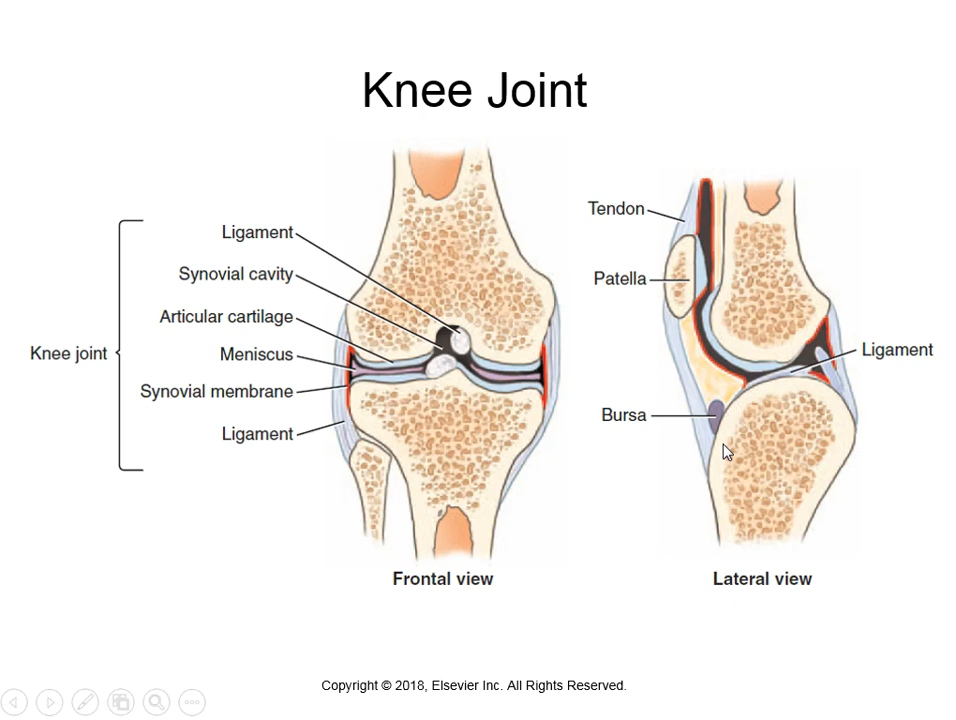 Knee Joint
Ligament
Synovial cavity
Articular cartilage
Meniscus
Synovial membrane
Ligament
Knee joint
Frontal view
Tendon
Patella
Ligament
Bursa
Lateral view
Copyright © 2018, Elsevier Inc. All Rights Reserved.